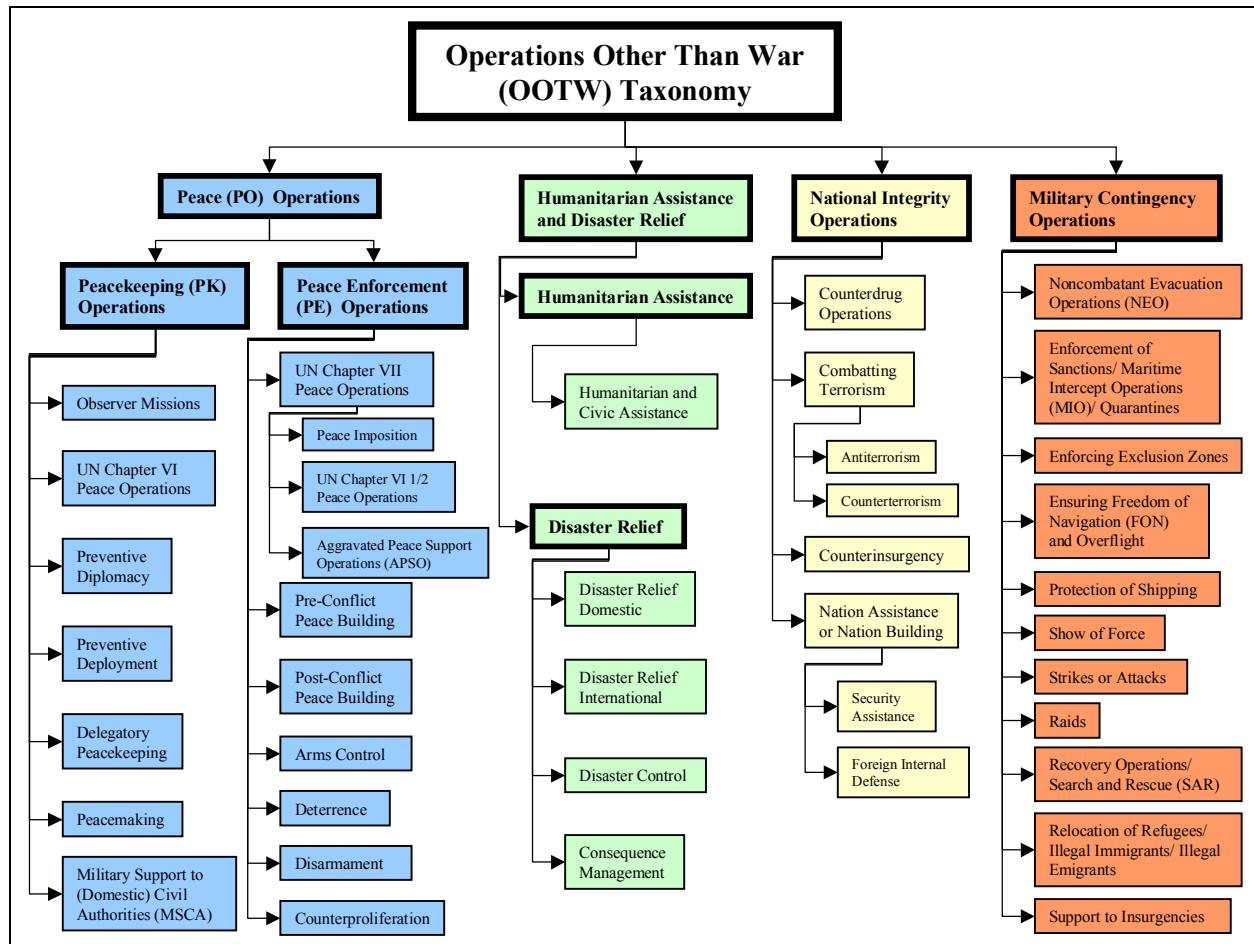 Operations Other Than War
(OOTW) Taxonomy
Peace (PO) Operations
Peacekeeping (PK)
Operations
Observer Missions
UN Chapter VI
Peace Operations
Preventive
Diplomacy
Preventive
Deployment
Delegatory
Peacekeeping
Peacemaking
Military Support to
(Domestic) Civil
Authorities (MSCA)
Peace Enforcement
(PE) Operations
UN Chapter VII
Peace Operations
Peace Imposition
UN Chapter VI 1/2
Peace Operations
Aggravated Peace Support
Operations (APSO)
Pre-Conflict
Peace Building
Post-Conflict
Peace Building
Arms Control
Deterrence
Disarmament
Counterproliferation
Humanitarian Assistance
and Disaster Relief
Humanitarian Assistance
Humanitarian and
Civic Assistance
Disaster Relief
Disaster Relief
Domestic
Disaster Relief
International
Disaster Control
Consequence
Management
National Integrity
Operations
Counterdrug
Operations
Combatting
Terrorism
Antiterrorism
Counterterrorism
Counterinsurgency
Nation Assistance
or Nation Building
Security
Assistance
Foreign Internal
Defense
Military Contingency
Operations
Noncombatant Evacuation
Operations (NEO)
Enforcement of
Sanctions/ Maritime
Intercept Operations
(MIO)/ Quarantines
Enforcing Exclusion Zones
Ensuring Freedom of
Navigation (FON)
and Overflight
Protection of Shipping
Show of Force
Strikes or Attacks
Raids
Recovery Operations/
Search and Rescue (SAR)
Relocation of Refugees/
Illegal Immigrants/ Illegal
Emigrants
Support to Insurgencies